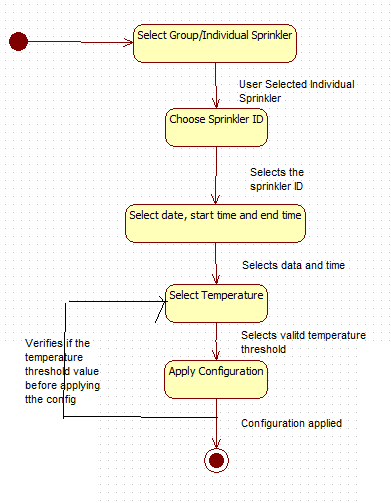 Select Group/Individual Sprinkler
User Selected Individual
Sprinkler
Choose Sprinkler ID
Selects the
sprinkler ID
Select date, start time and end time
Selects data and time
Select Temperature
Selects valitd temperature
threshold
Verifies if the
temperature
threshold value
before applying
tthe config
Apply Configuration
Configuration applied